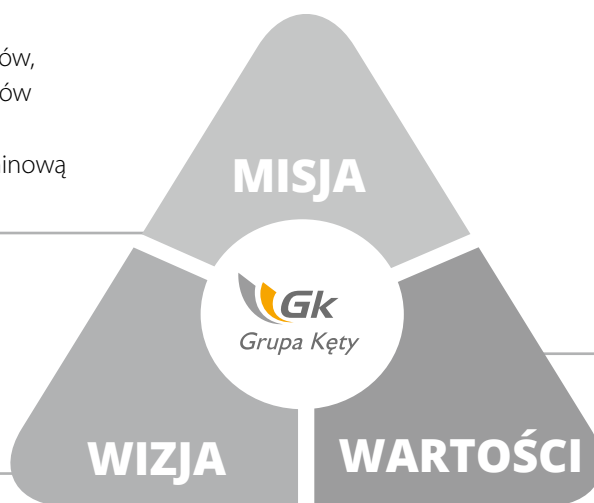 ów,
ów
inową
MISJA
Gk
Grupa Kęty
WIZJA
WARTOŚCI